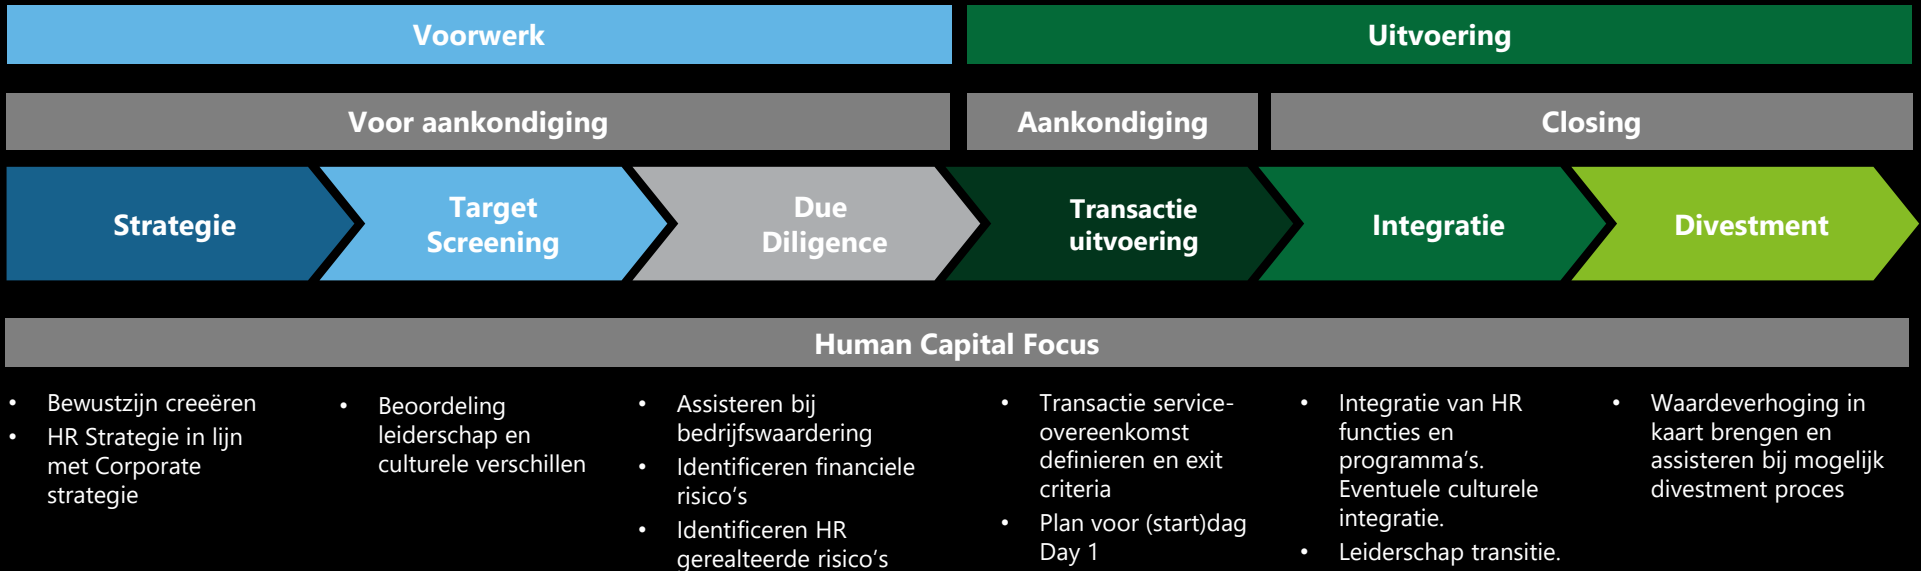 Voorwerk
Uitvoering
Voor aankondiging
Aankondiging
Closing
Strategie
Target
Screening
Due
Diligence
Transactie
uitvoering
Integratie
Divestment
Human Capital Focus
• Bewustzijn creeëren
• HR Strategie in lijn
met Corporate
strategie
• Beoordeling
leiderschap en
culturele verschillen
• Assisteren bij
bedrijfswaardering
• Identificeren financiele
risico’s
• Identificeren HR
gerealteerde risico’s
• Transactie service-
overeenkomst
definieren en exit
criteria
• Plan voor (start)dag
Day 1
• Integratie van HR
functies en
programma’s.
Eventuele culturele
integratie.
• Leiderschap transitie.
• Waardeverhoging in
kaart brengen en
assisteren bij mogelijk
divestment proces